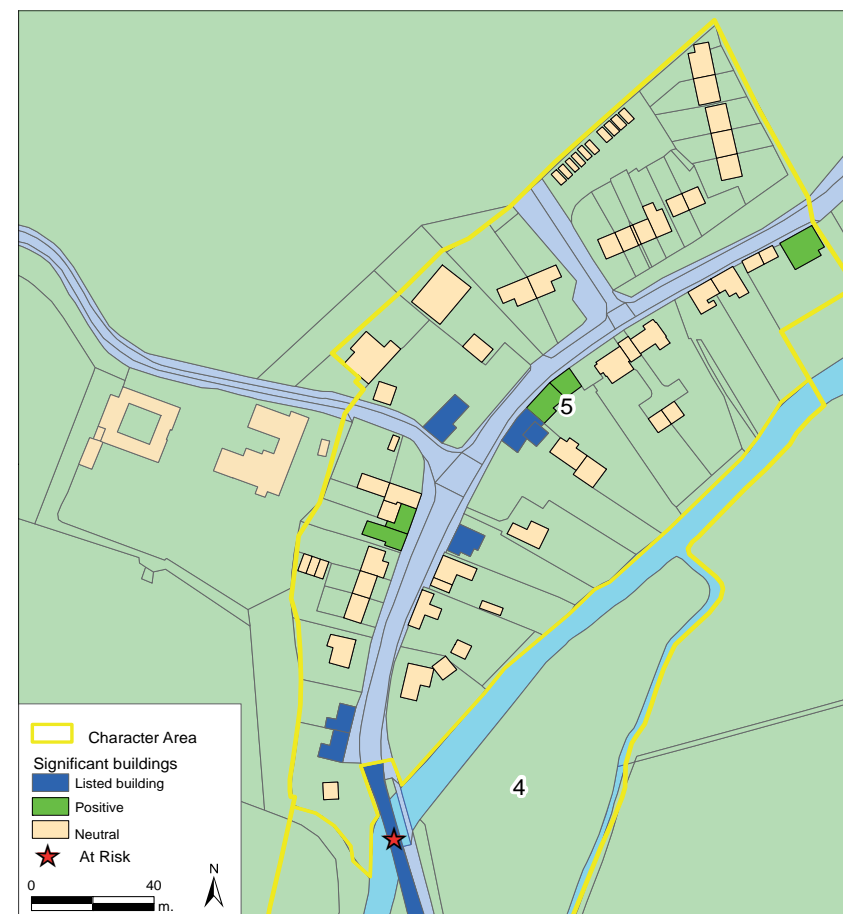 5
4
Character Area
Significant buildings
Listed building
Positive
Neutral
At Risk
N
0 40
m.